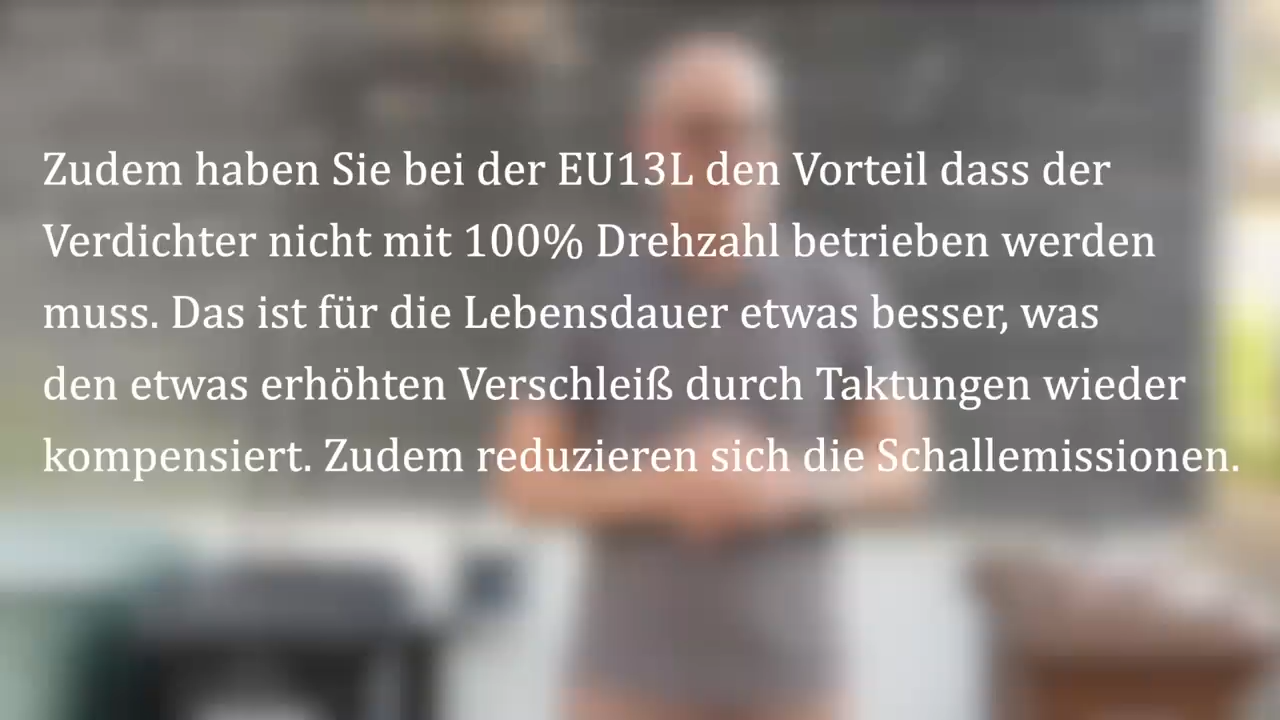 Zudem haben Sie bei der EU13L den Vorteil dass der
Verdichter nicht mit 100% Drehzahl betrieben werden
muss. Das ist für die Lebensdauer etwas besser, was
den etwas erhöhten Verschleiß durch Taktungen wieder
kompensiert. Zudem reduzieren sich die Schallemissionen.